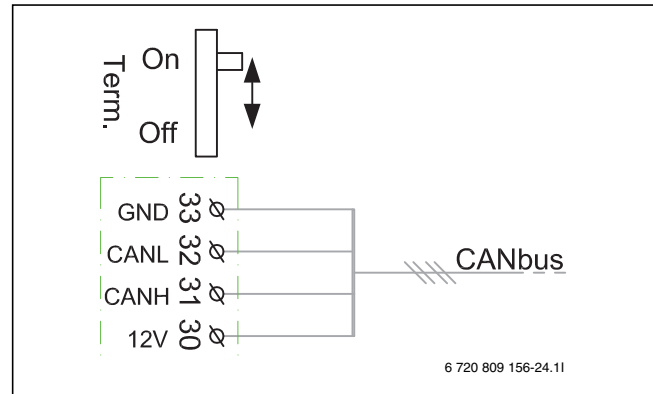 Term.
On
Off
GND 33
CANL 32
CANH 31
12V 30
CANbus
6 720 809 156-24.1I